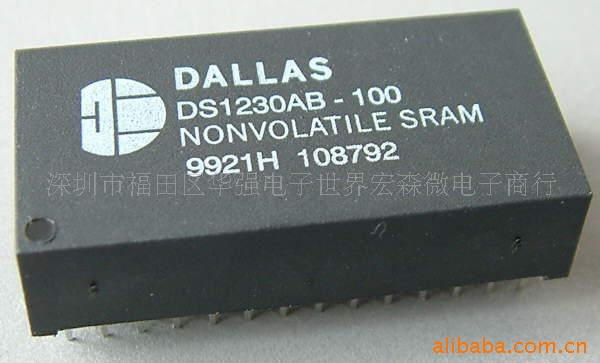 DALLAS
DS1230AB-100
NONVOLATILE SRAM
9921H 108792
深圳市福田区华强电子世界宏森微电子商行
alibaba.com.cn